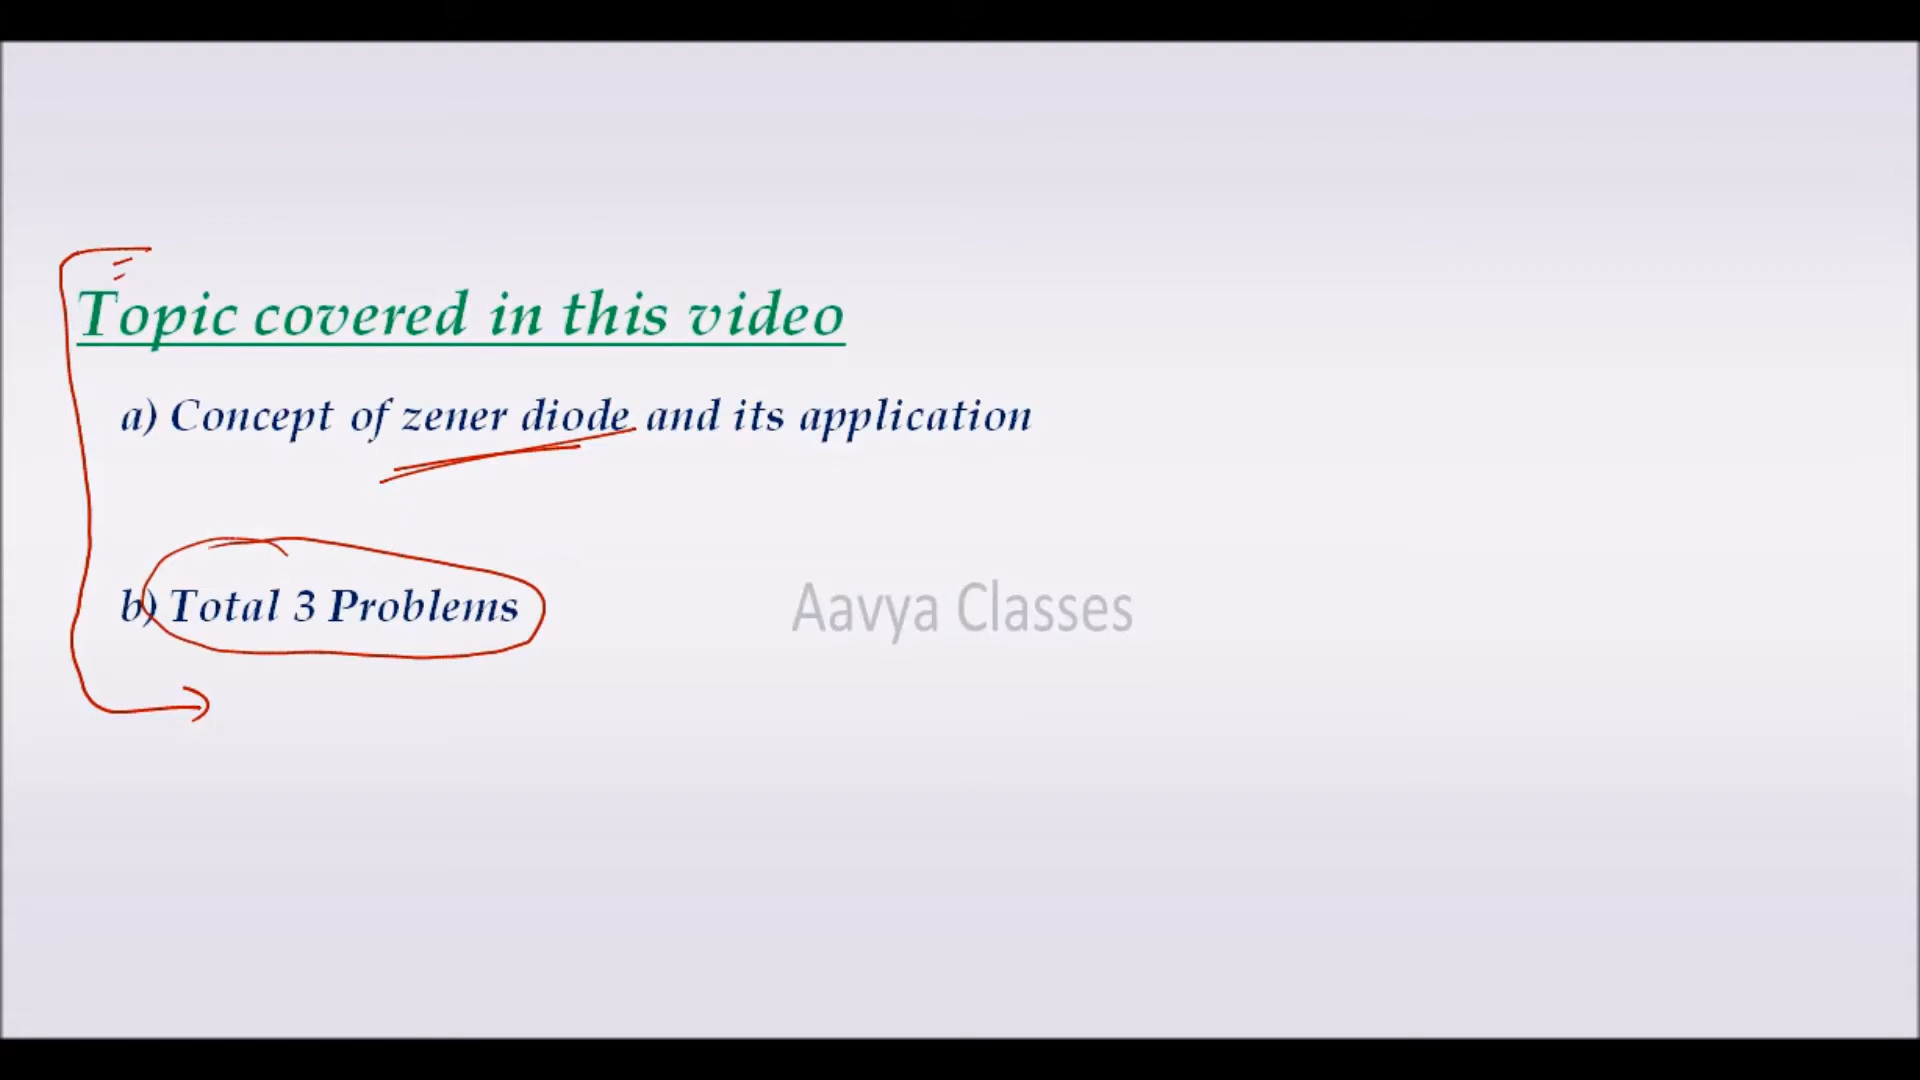 Topic covered in this video
a) Concept of zener diode and its application
b) Total 3 Problems
Aavya Classes